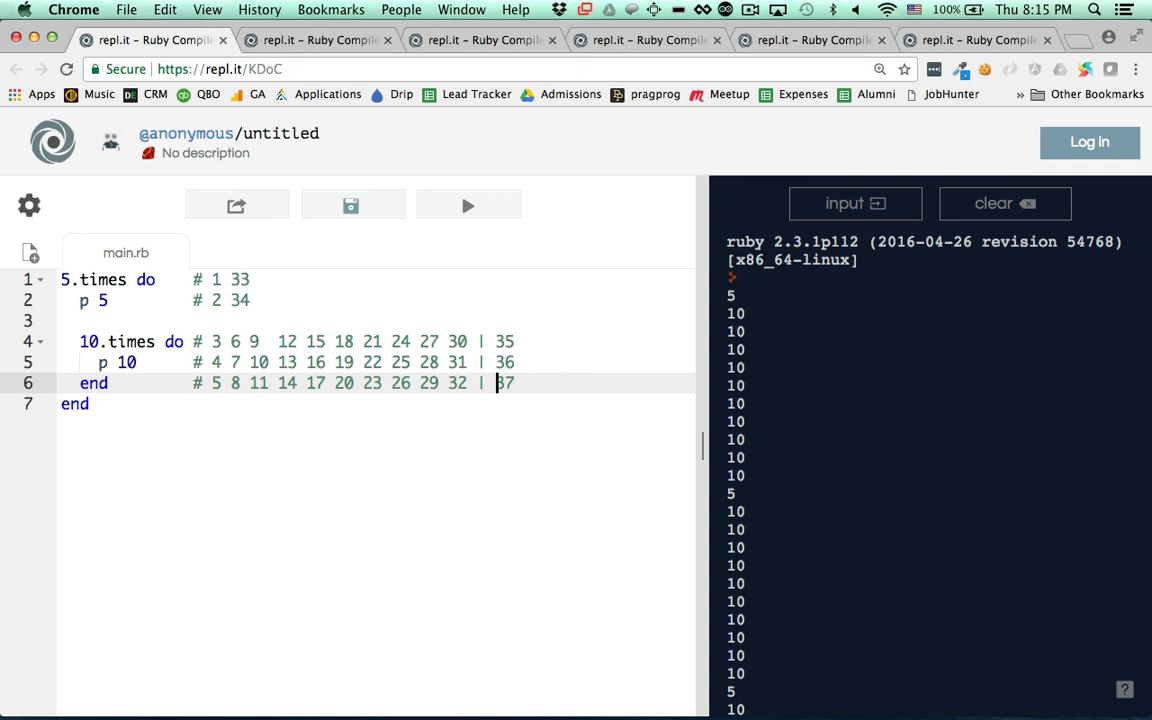 Chrome File Edit View History Bookmarks People Window Help 100% Thu 8:15 PM
repl.it - Ruby Compile repl.it - Ruby Compile repl.it - Ruby Compile repl.it - Ruby Compile repl.it - Ruby Compile repl.it - Ruby Compile
Secure https://repl.it/KDoC
Apps Music CRM QBO GA Applications Drip Lead Tracker Admissions pragprog Meetup Expenses Alumni JobHunter » Other Bookmarks
@anonymous/untitled
No description
Log in
main.rb
1 5.times do # 1 33
2 p 5 # 2 34
3
4 10.times do # 3 6 9 12 15 18 21 24 27 30 | 35
5 p 10 # 4 7 10 13 16 19 22 25 28 31 | 36
6 end # 5 8 11 14 17 20 23 26 29 32 | 37
7 end
input clear
ruby 2.3.1p112 (2016-04-26 revision 54768)
[x86_64-linux]
5
10
10
10
10
10
10
10
10
10
10
5
10
10
10
10
10
10
10
10
10
10
5
10
?